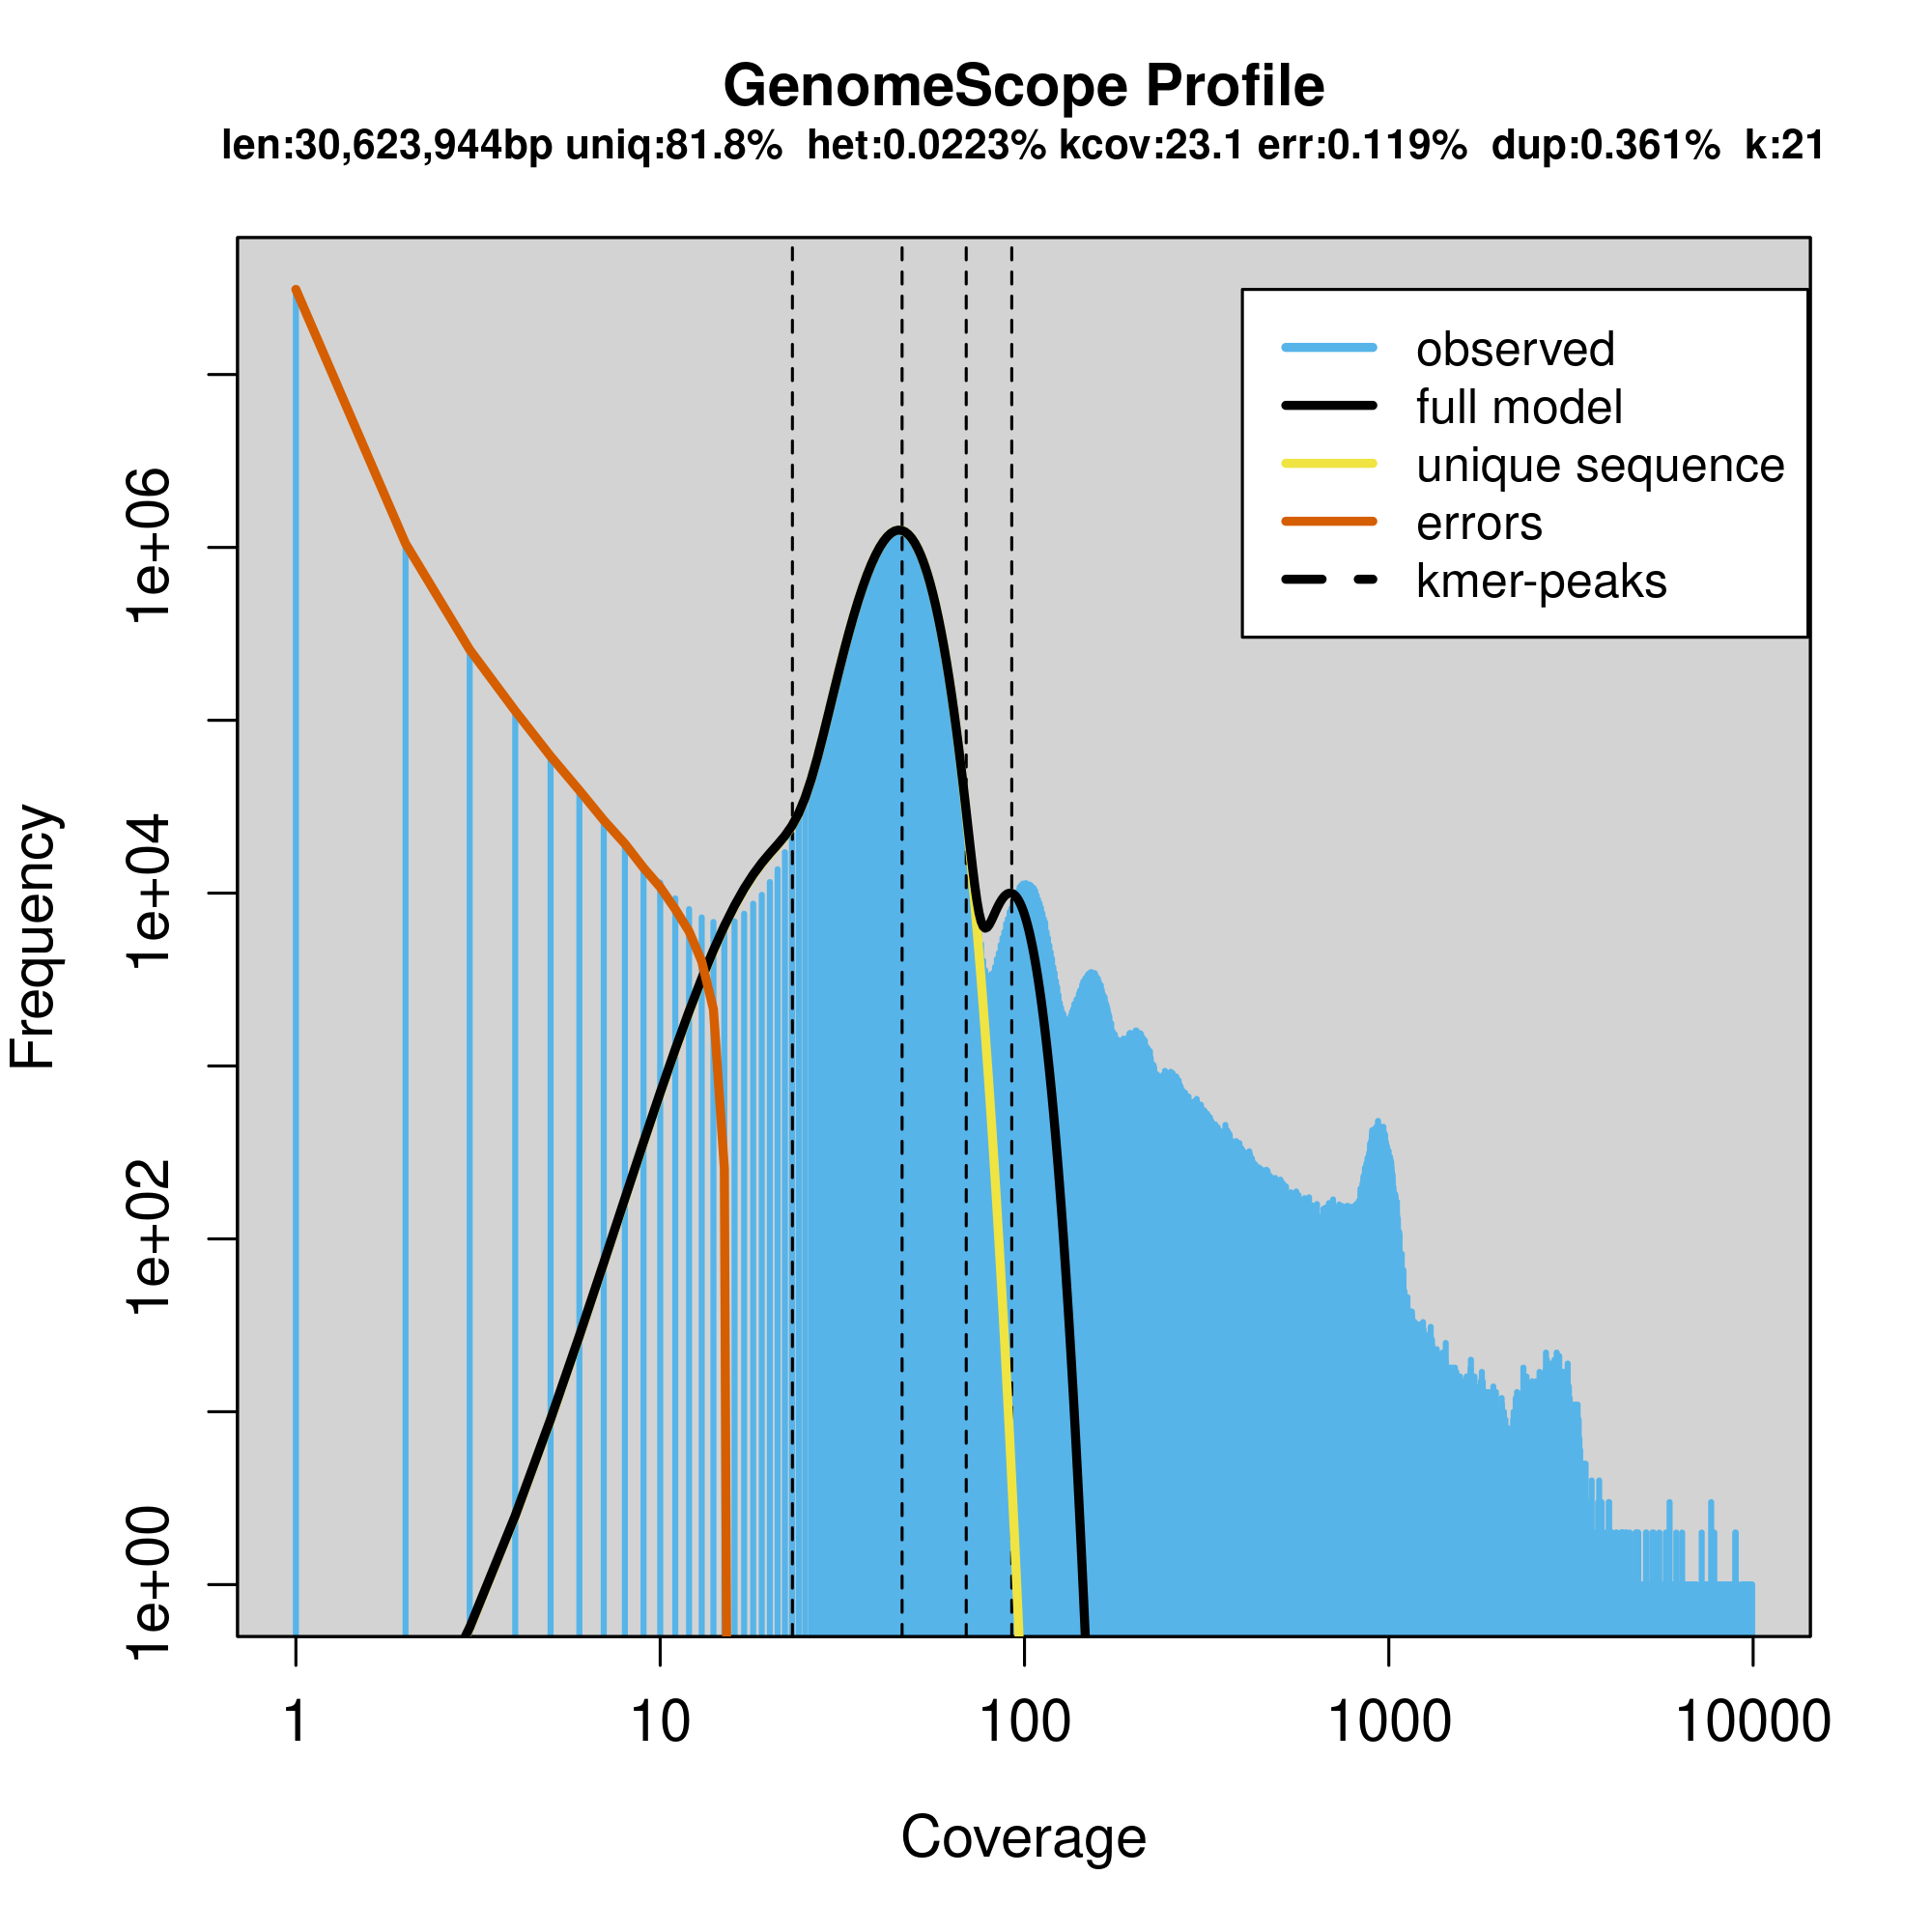 GenomeScope Profile
len:30,623,944bp uniq:81.8% het:0.0223% kcov:23.1 err:0.119% dup:0.361% k:21
observed
full model
unique sequence
errors
kmer-peaks
Frequency
1e+06
1e+04
1e+02
1e+00
1 10 100 1000 10000
Coverage